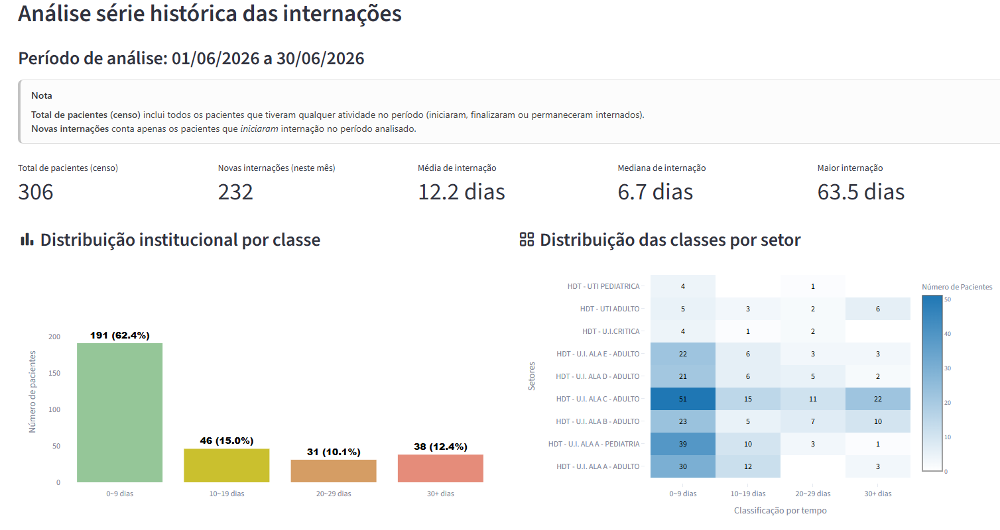 Análise série histórica das internações
Período de análise: 01/06/2026 a 30/06/2026
Nota
Total de pacientes (censo) inclui todos os pacientes que tiveram qualquer atividade no período (iniciaram, finalizaram ou permaneceram internados).
Novas internações conta apenas os pacientes que iniciaram internação no período analisado.
Total de pacientes (censo)
306
Novas internações (neste mês)
232
Média de internação
12.2 dias
Mediana de internação
6.7 dias
Maior internação
63.5 dias
Distribuição institucional por classe
Número de pacientes
200
150
100
50
0
191 (62.4%)
46 (15.0%)
31 (10.1%)
38 (12.4%)
0~9 dias
10~19 dias
20~29 dias
30+ dias
Distribuição das classes por setor
Setores
HDT - UTI PEDIATRICA 4 1
HDT - UTI ADULTO 5 3 2 6
HDT - U.I.CRITICA 4 1 2
HDT - U.I. ALA E - ADULTO 22 6 3 3
HDT - U.I. ALA D - ADULTO 21 6 5 2
HDT - U.I. ALA C - ADULTO 51 15 11 22
HDT - U.I. ALA B - ADULTO 23 5 7 10
HDT - U.I. ALA A - PEDIATRIA 39 10 3 1
HDT - U.I. ALA A - ADULTO 30 12 3
0~9 dias
10~19 dias
20~29 dias
30+ dias
Classificação por tempo
Número de Pacientes
50
40
30
20
10
0